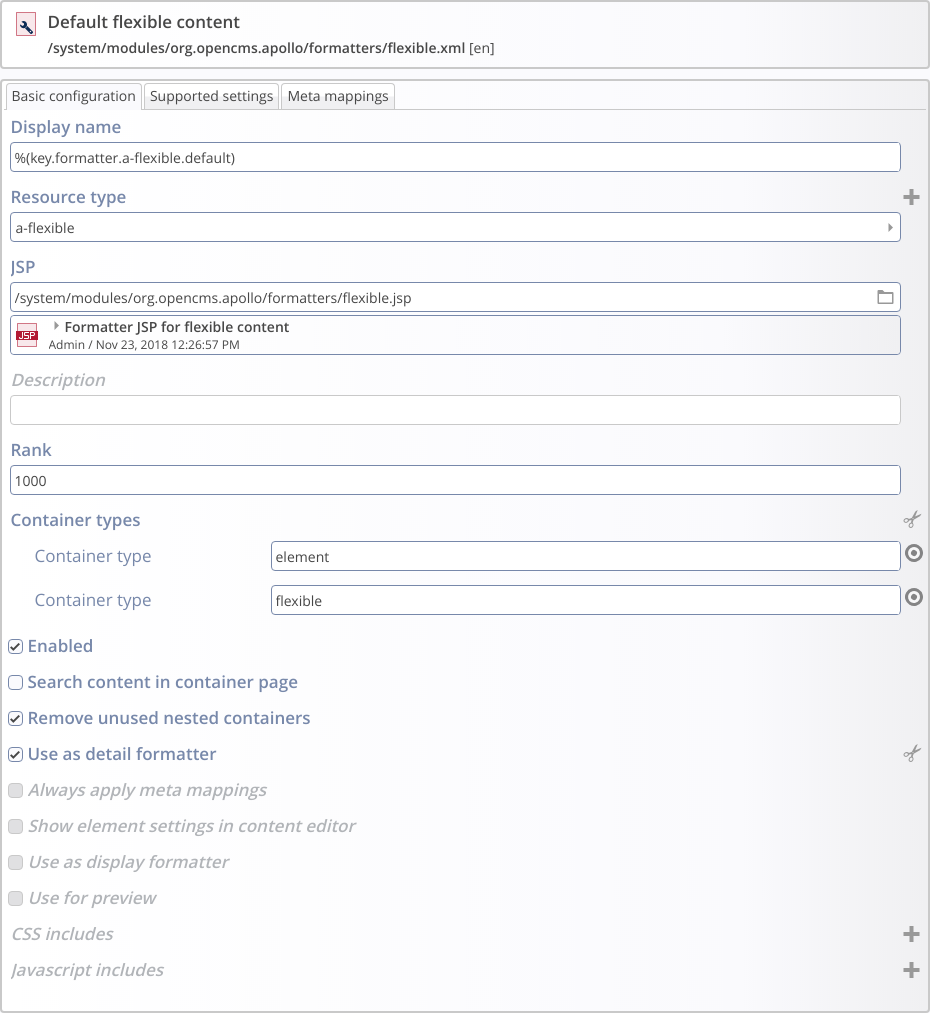 Default flexible content
/system/modules/org.opencms.apollo/formatters/flexible.xml [en]
Basic configuration Supported settings Meta mappings
Display name
%(key.formatter.a-flexible.default)
Resource type
a-flexible
JSP
/system/modules/org.opencms.apollo/formatters/flexible.jsp
JSP Formatter JSP for flexible content
Admin / Nov 23, 2018 12:26:57 PM
Description
Rank
1000
Container types
Container type element
Container type flexible
Enabled
Search content in container page
Remove unused nested containers
Use as detail formatter
Always apply meta mappings
Show element settings in content editor
Use as display formatter
Use for preview
CSS includes
Javascript includes